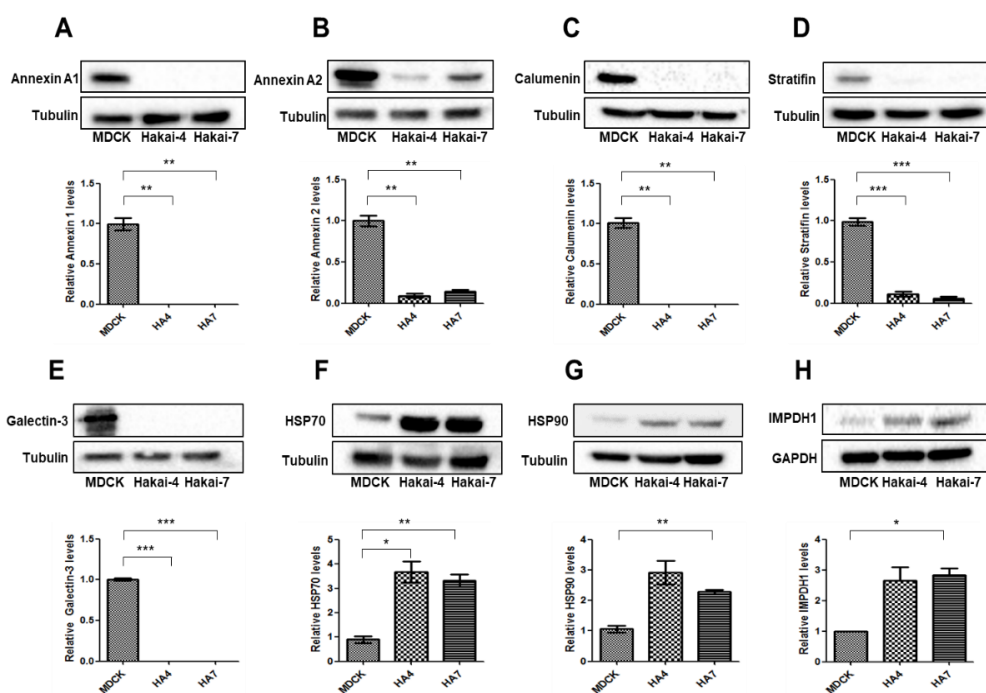 A
B
C
D
Annexin A1
Annexin A2
Calumenin
Stratifin
Tubulin
Tubulin
Tubulin
Tubulin
MDCK Hakai-4 Hakai-7
MDCK Hakai-4 Hakai-7
MDCK Hakai-4 Hakai-7
MDCK Hakai-4 Hakai-7
Relative Annexin 1 levels
1.5
1.0
0.5
0.0
**
**
MDCK
HA4
HA7
Relative Annexin 2 levels
1.5
1.0
0.5
0.0
**
**
MDCK
HA4
HA7
Relative Calumenin levels
1.5
1.0
0.5
0.0
**
**
MDCK
HA4
HA7
Relative Stratifin levels
1.5
1.0
0.5
0.0
***
***
MDCK
HA4
HA7
E
F
G
H
Galectin-3
HSP70
HSP90
IMPDH1
Tubulin
Tubulin
Tubulin
GAPDH
MDCK Hakai-4 Hakai-7
MDCK Hakai-4 Hakai-7
MDCK Hakai-4 Hakai-7
MDCK Hakai-4 Hakai-7
Relative Galectin-3 levels
1.5
1.0
0.5
0.0
***
***
MDCK
HA4
HA7
Relative HSP70 levels
5
4
3
2
1
0
**
*
MDCK
HA4
HA7
Relative HSP90 levels
4
3
2
1
0
**
MDCK
HA4
HA7
Relative IMPDH1 levels
4
3
2
1
0
*
MDCK
HA4
HA7